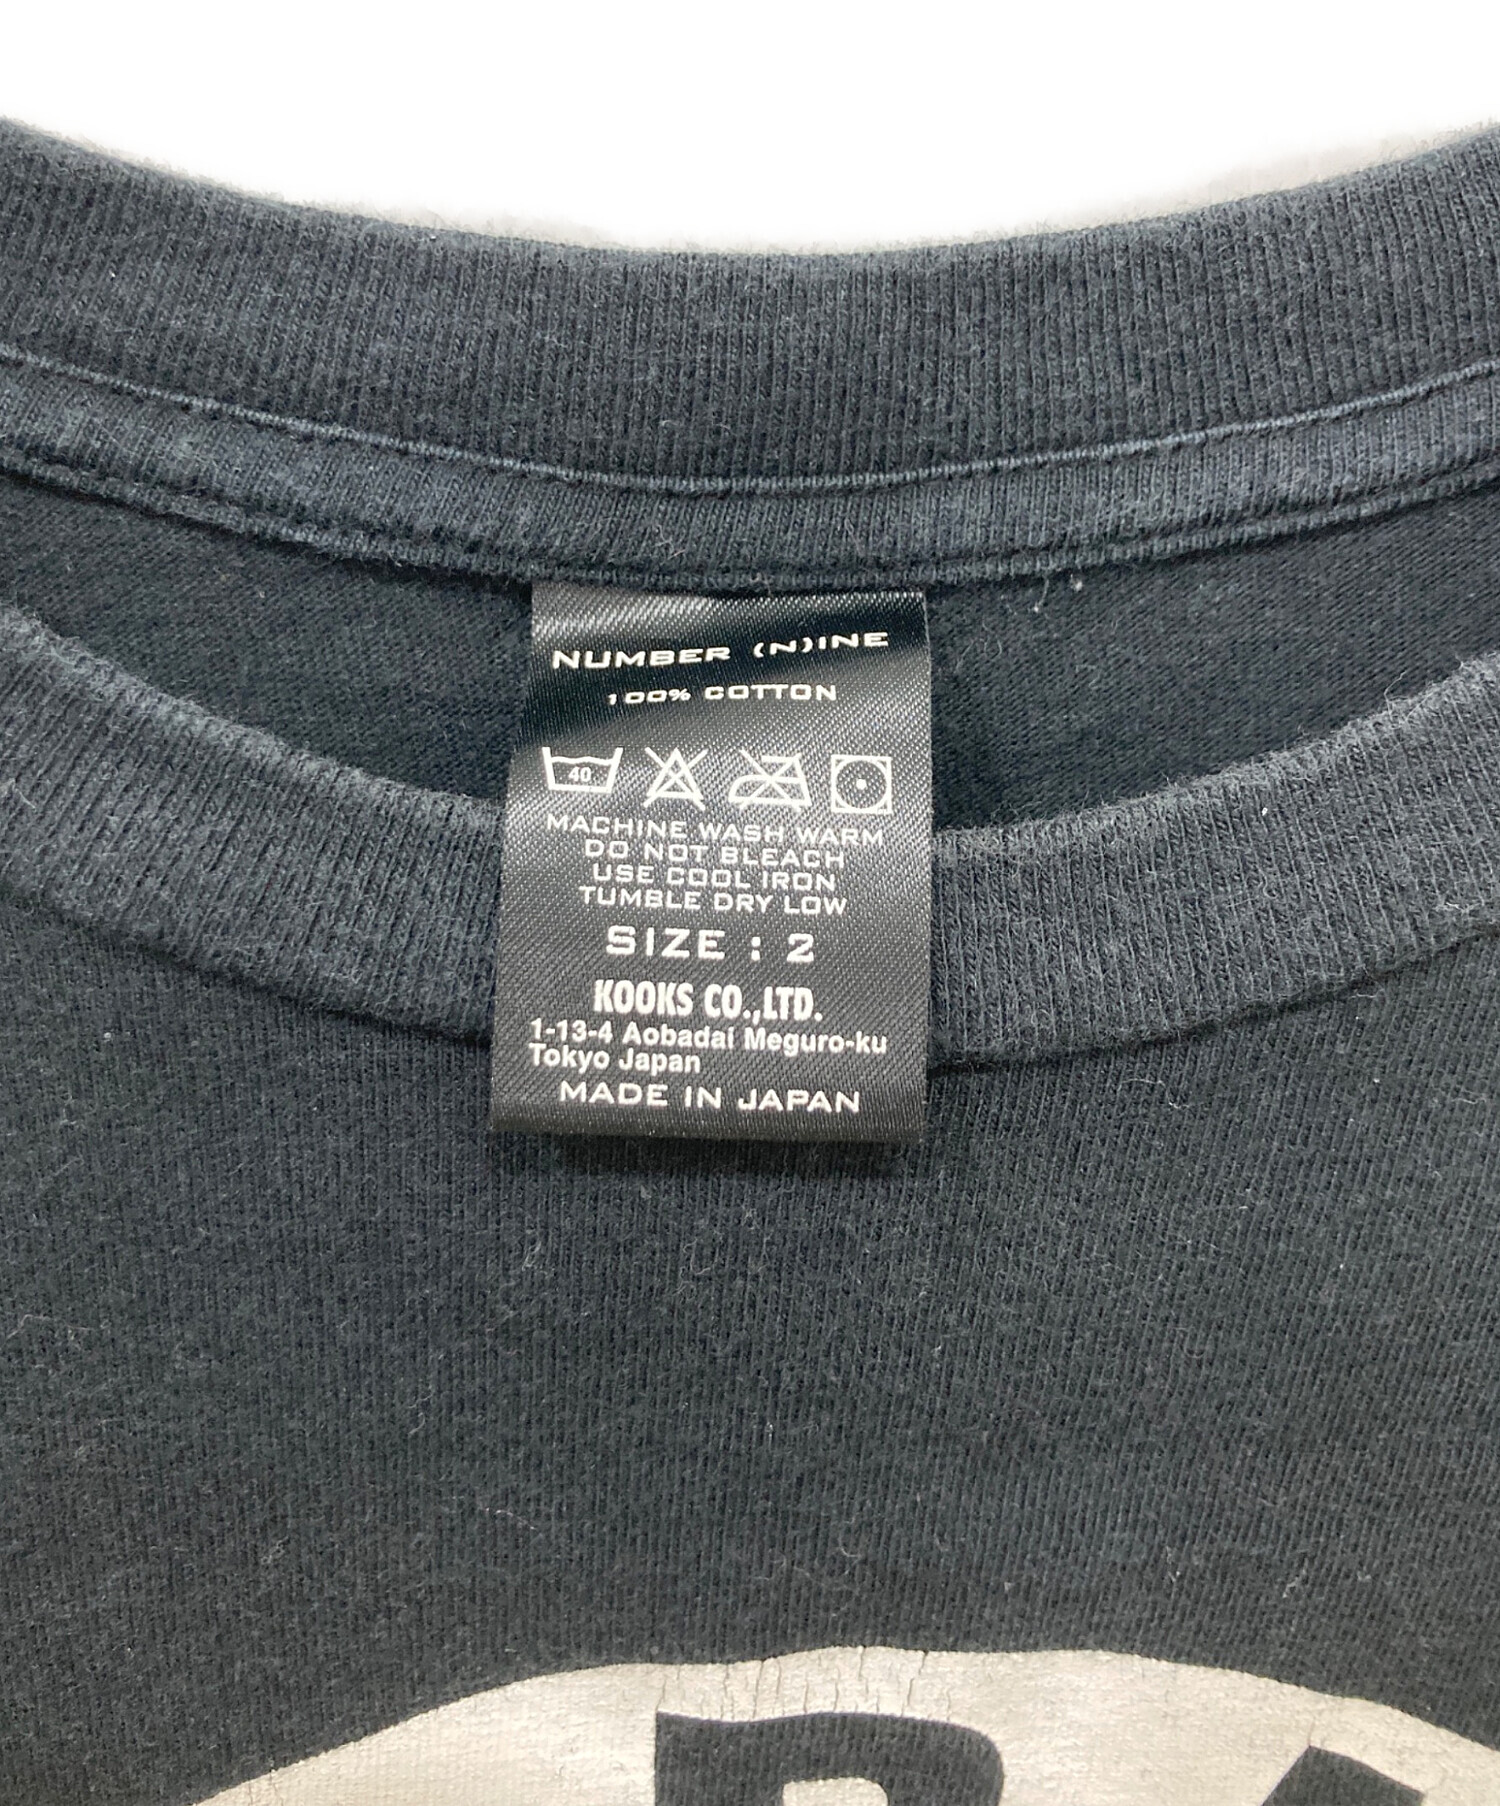 NUMBER (N)INE
100% COTTON
40
MACHINE WASH WARM
DO NOT BLEACH
USE COOL IRON
TUMBLE DRY LOW
SIZE : 2
KOOKS CO.,LTD.
1-13-4 Aobadai Meguro-ku
Tokyo Japan
MADE IN JAPAN